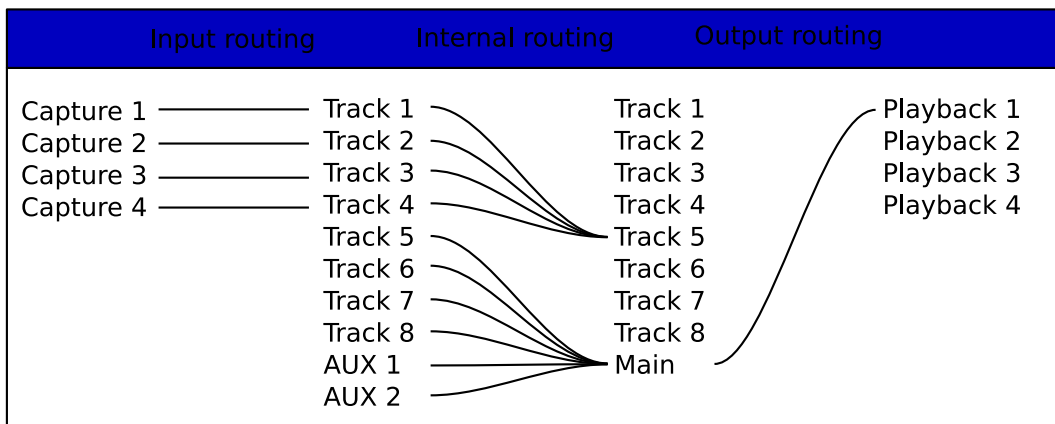 Input routing Internal routing Output routing
Capture 1 Track 1 Track 1 Playback 1
Capture 2 Track 2 Track 2 Playback 2
Capture 3 Track 3 Track 3 Playback 3
Capture 4 Track 4 Track 4 Playback 4
Track 5 Track 5
Track 6 Track 6
Track 7 Track 7
Track 8 Track 8
AUX 1 Main
AUX 2